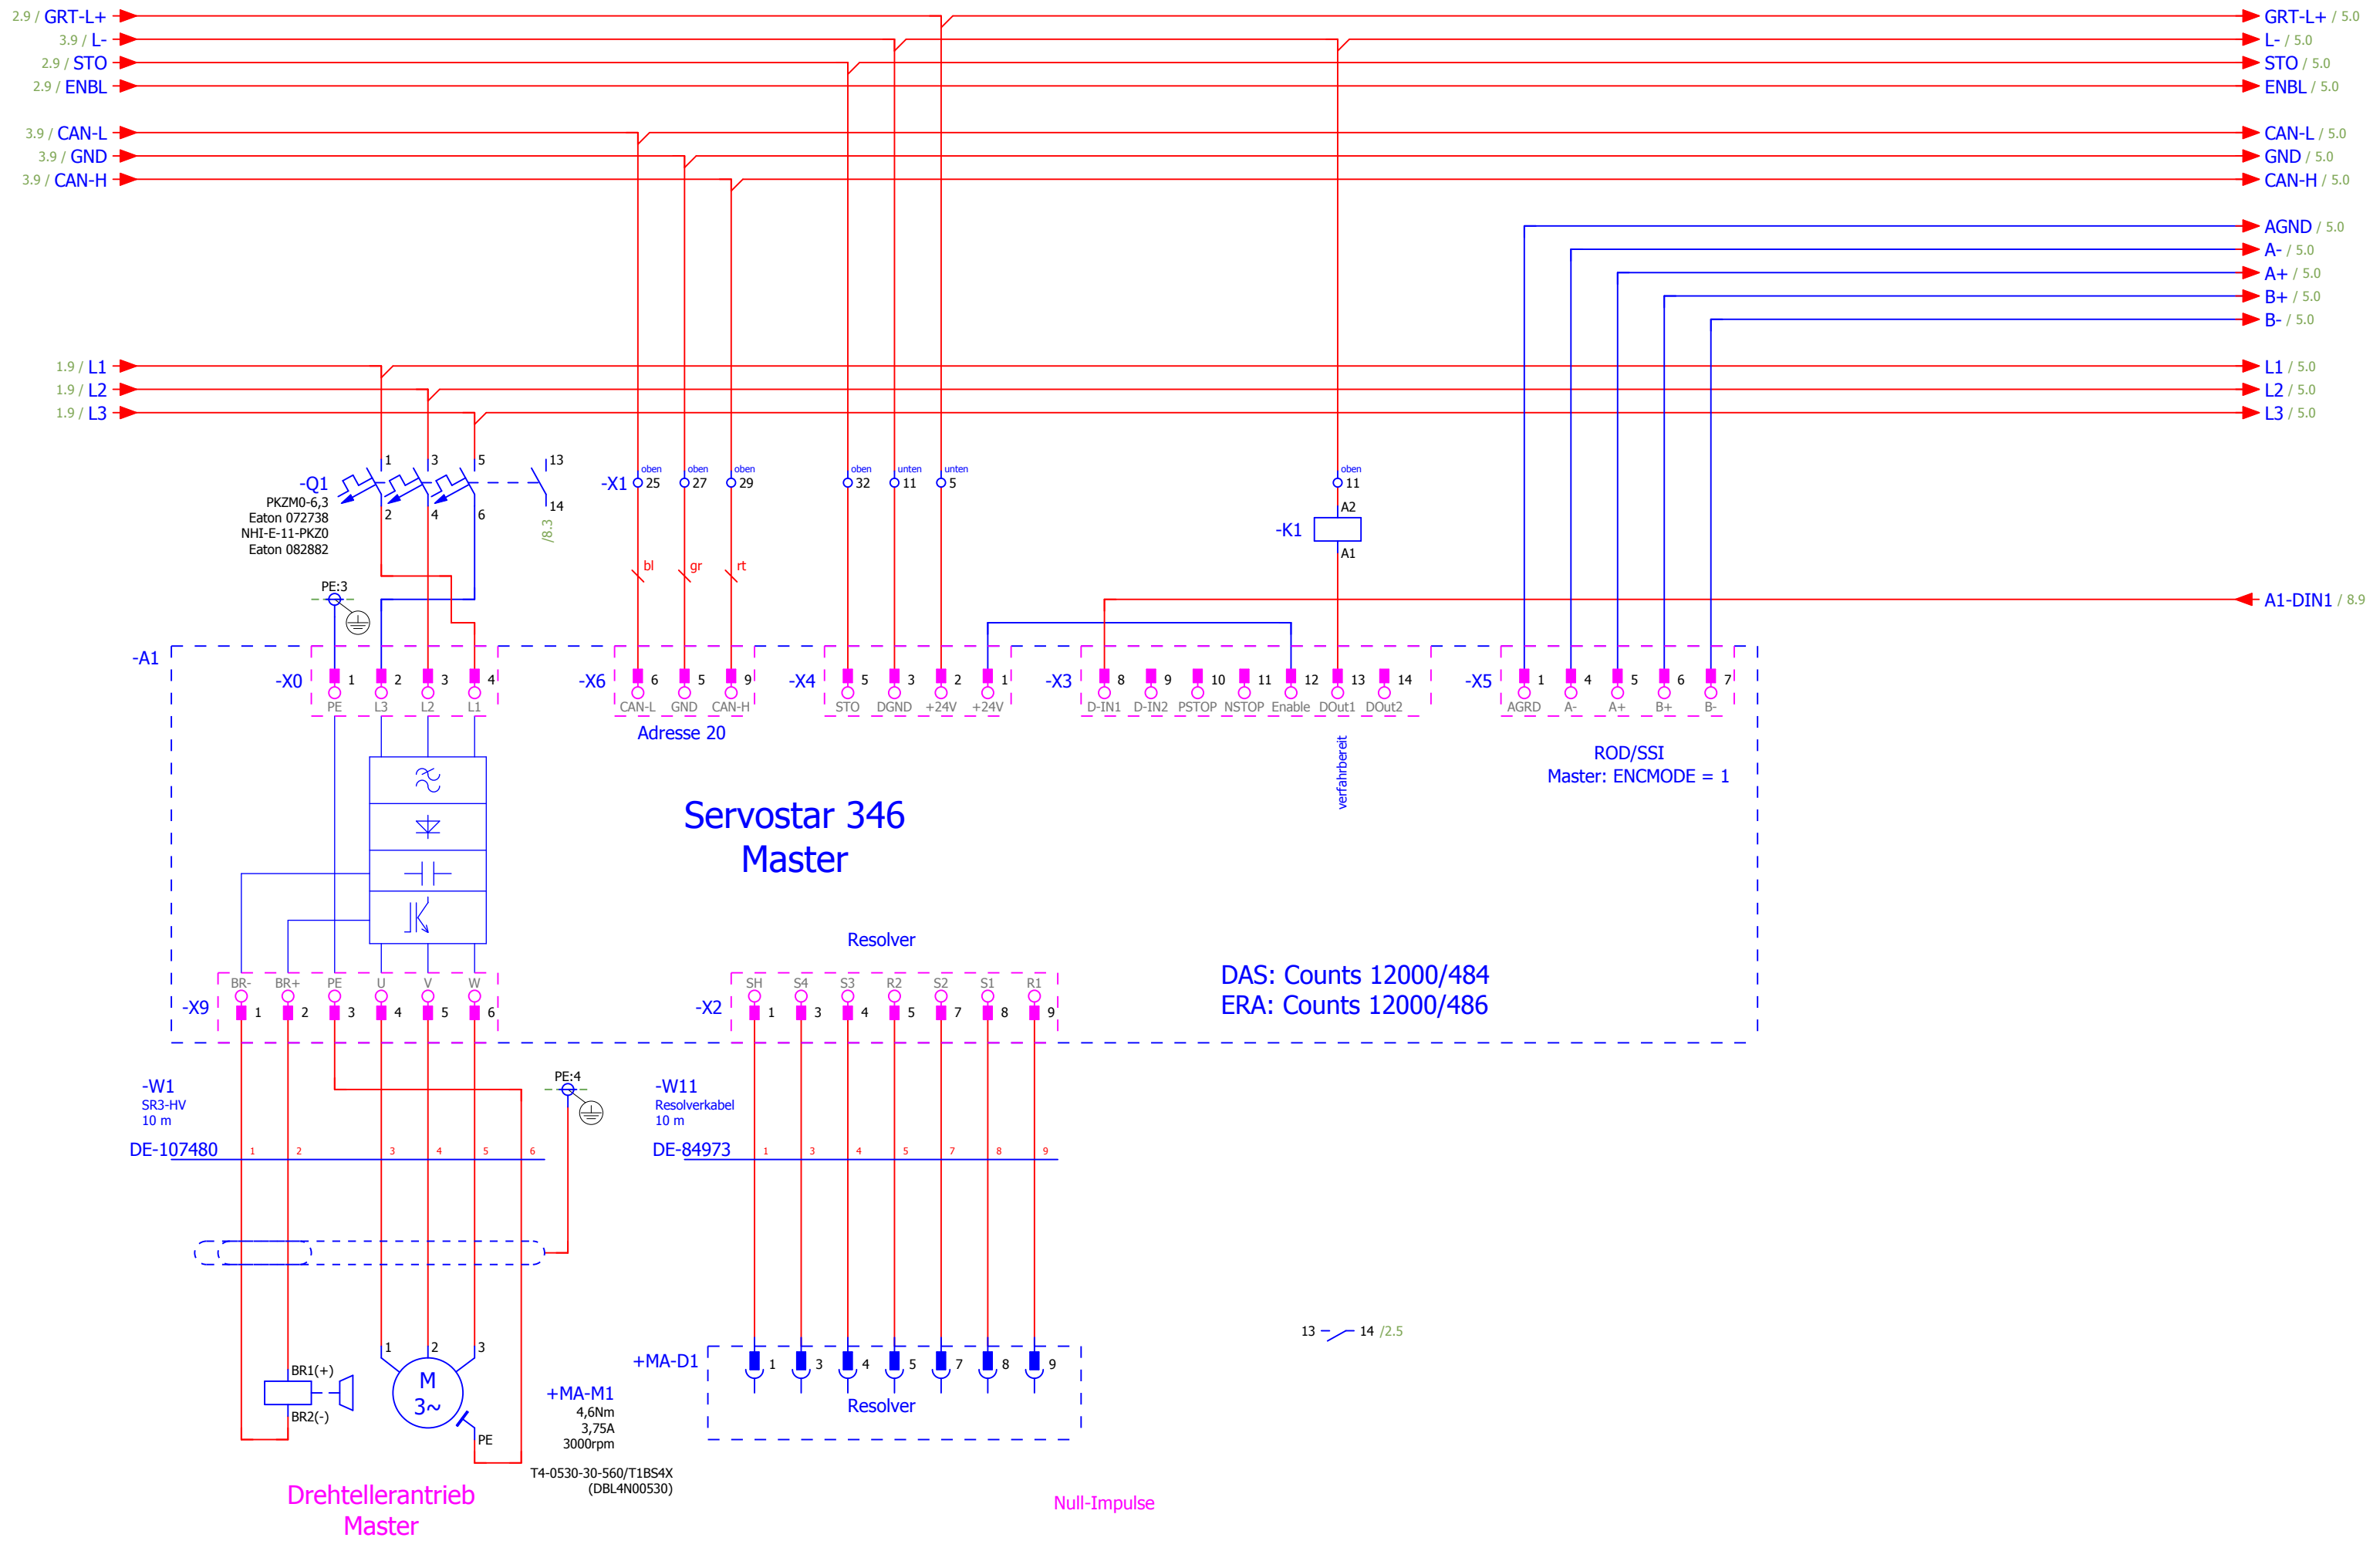 2.9 / GRT-L+
GRT-L+ / 5.0
3.9 / L-
L- / 5.0
2.9 / STO
STO / 5.0
2.9 / ENBL
ENBL / 5.0
3.9 / CAN-L
CAN-L / 5.0
3.9 / GND
GND / 5.0
3.9 / CAN-H
CAN-H / 5.0
AGND / 5.0
A- / 5.0
A+ / 5.0
B+ / 5.0
B- / 5.0
1.9 / L1
L1 / 5.0
1.9 / L2
L2 / 5.0
1.9 / L3
L3 / 5.0
1 3 5 13
-Q1
PKZM0-6,3
Eaton 072738
NHI-E-11-PKZ0
Eaton 082882
2 4 6 14
/8.3
oben oben oben oben unten unten oben
-X1 25 27 29 32 11 5 11
A2
-K1
A1
bl gr rt
PE:3
A1-DIN1 / 8.9
-A1
-X0 1 2 3 4
PE L3 L2 L1
-X6 6 5 9
CAN-L GND CAN-H
Adresse 20
-X4 5 3 2 1
STO DGND +24V +24V
-X3 8 9 10 11 12 13 14
D-IN1 D-IN2 PSTOP NSTOP Enable DOut1 DOut2
verfahrbereit
-X5 1 4 5 6 7
AGRD A- A+ B+ B-
ROD/SSI
Master: ENCMODE = 1
Servostar 346
Master
Resolver
DAS: Counts 12000/484
ERA: Counts 12000/486
BR- BR+ PE U V W
-X9 1 2 3 4 5 6
SH S4 S3 R2 S2 S1 R1
-X2 1 3 4 5 7 8 9
PE:4
-W1
SR3-HV
10 m
DE-107480 1 2 3 4 5 6
-W11
Resolverkabel
10 m
DE-84973 1 3 4 5 7 8 9
13 14 /2.5
1 2 3
BR1(+)
BR2(-)
M
3~
PE
+MA-M1
4,6Nm
3,75A
3000rpm
T4-0530-30-560/T1BS4X
(DBL4N00530)
+MA-D1 1 3 4 5 7 8 9
Resolver
Drehtellerantrieb
Master
Null-Impulse